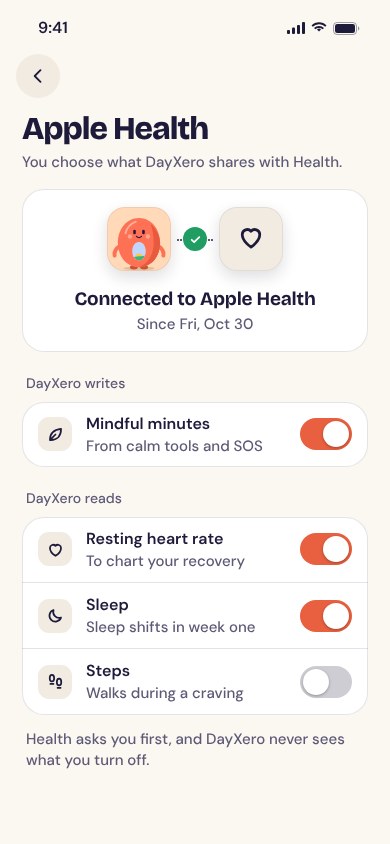 9:41
Apple Health
You choose what DayXero shares with Health.
Connected to Apple Health
Since Fri, Oct 30
DayXero writes
Mindful minutes
From calm tools and SOS
DayXero reads
Resting heart rate
To chart your recovery
Sleep
Sleep shifts in week one
Steps
Walks during a craving
Health asks you first, and DayXero never sees
what you turn off.